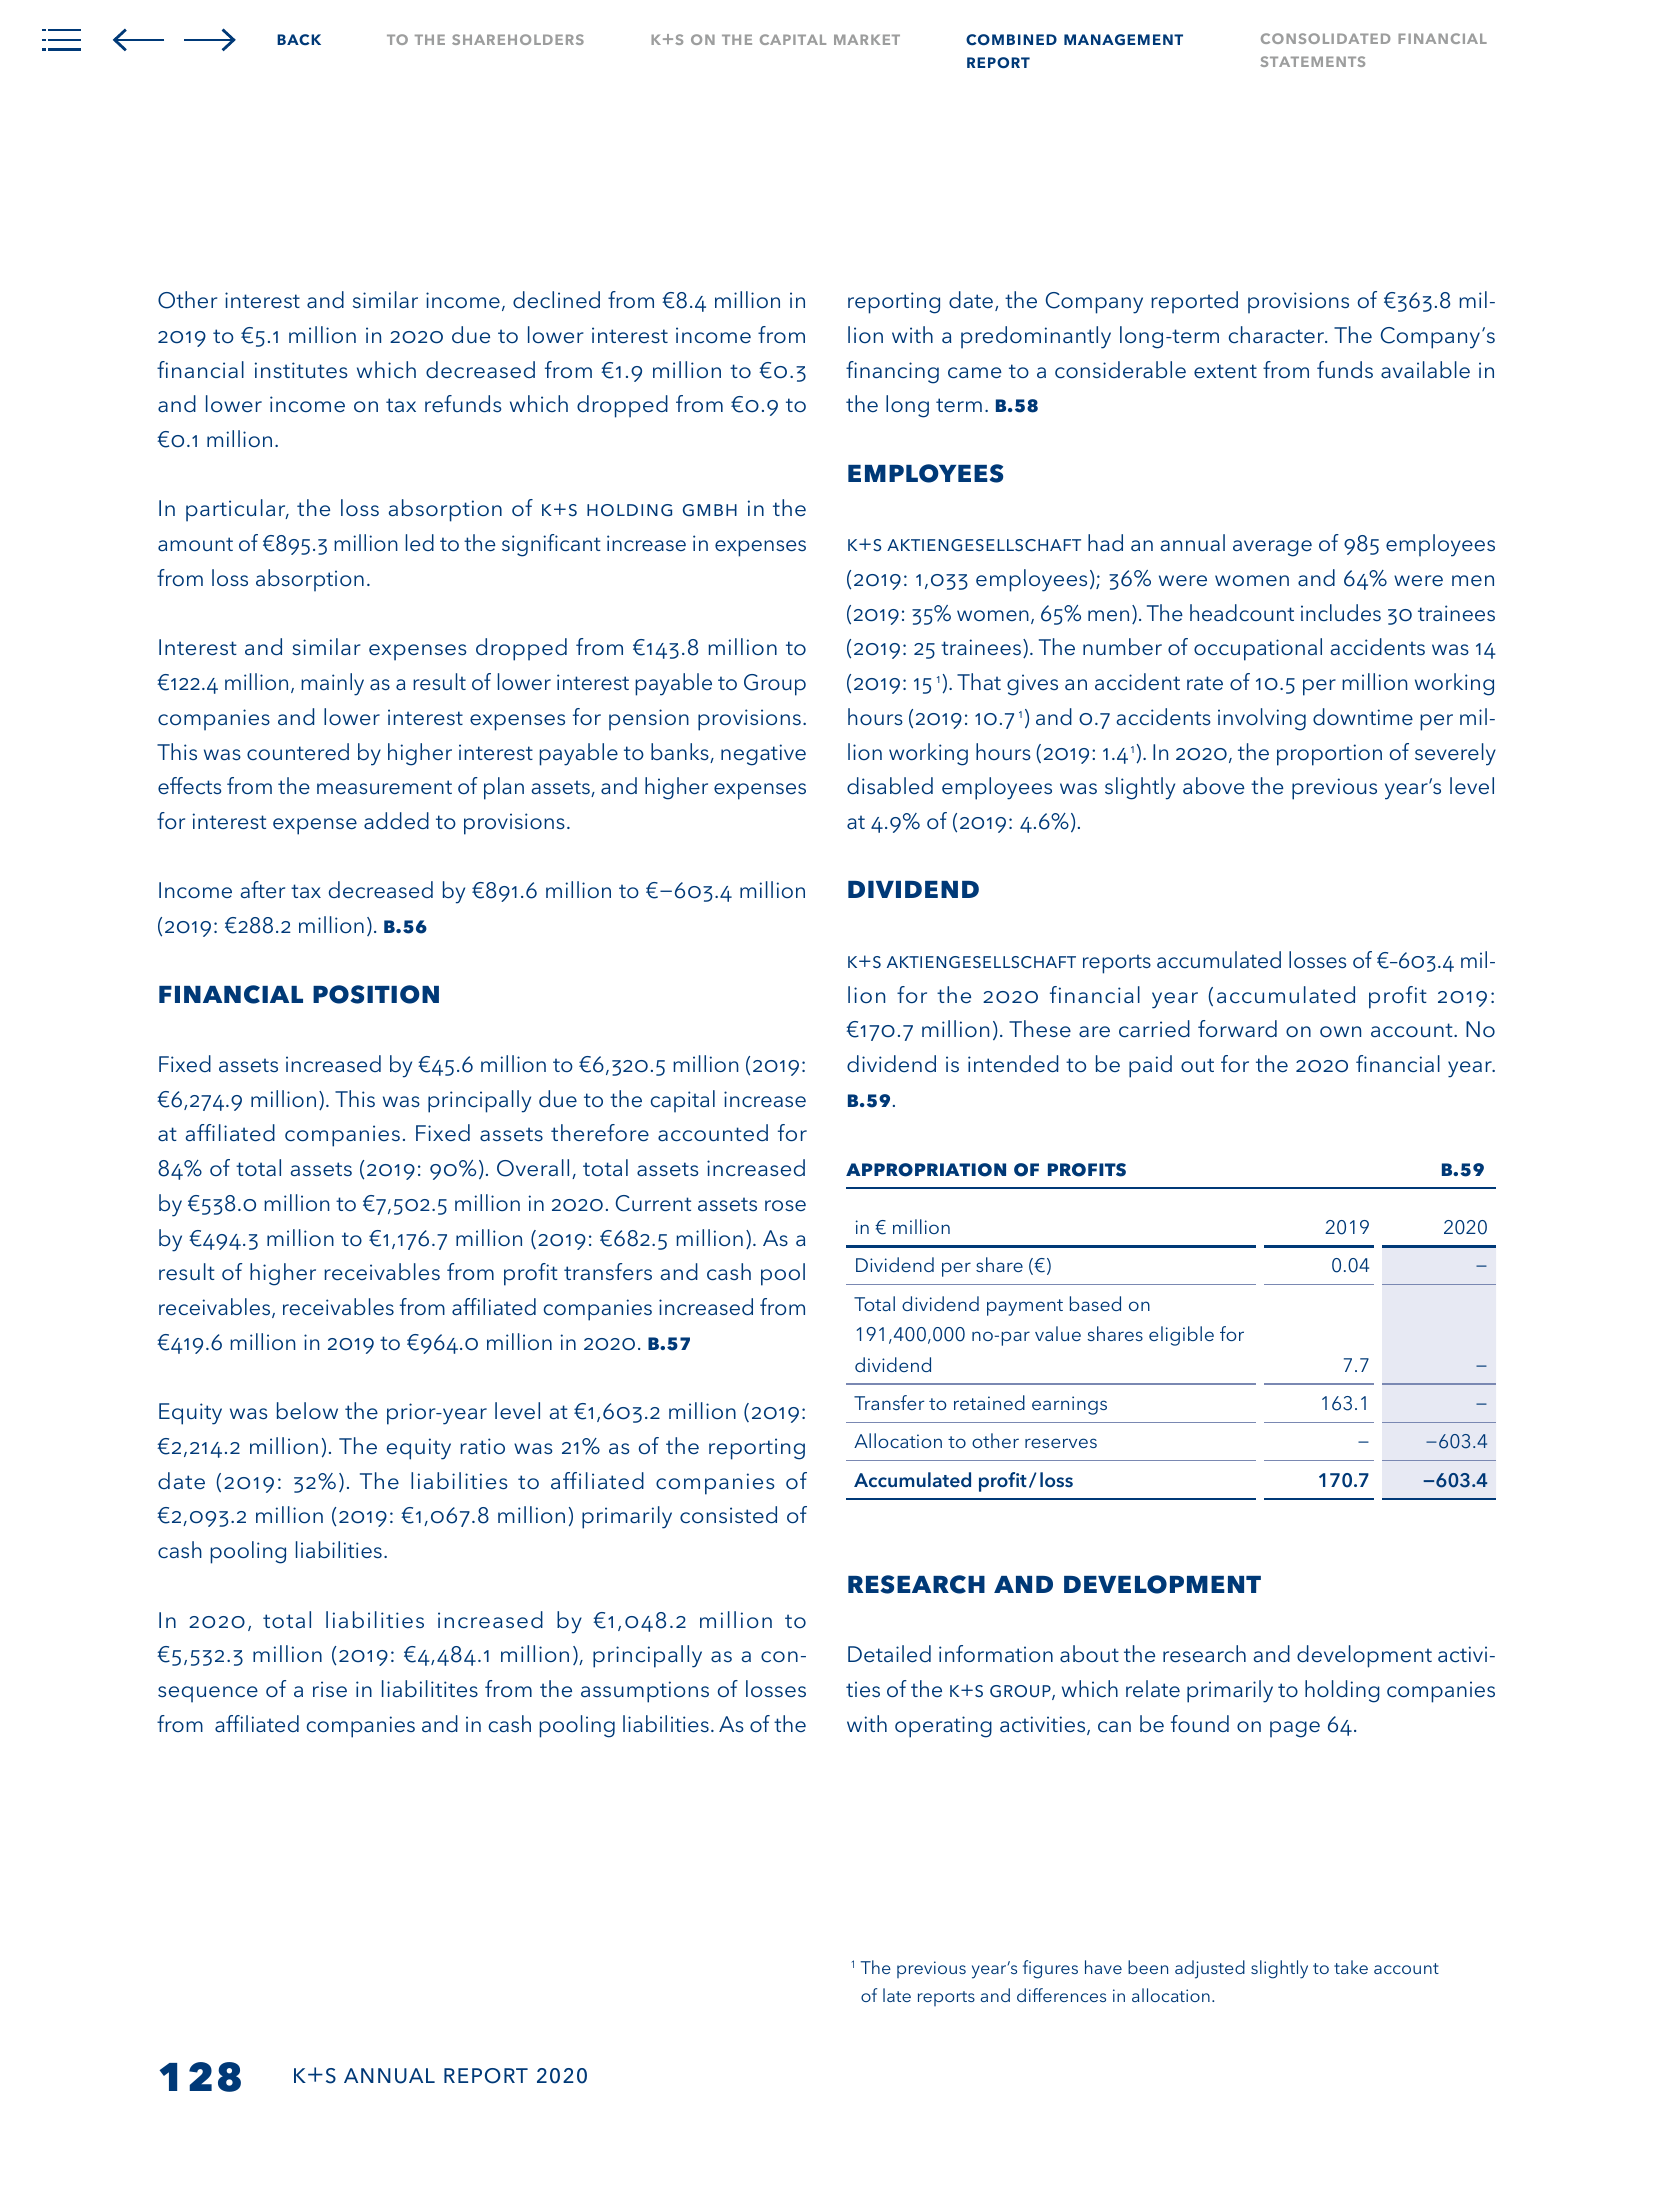 BACK
TO THE SHAREHOLDERS
K+S ON THE CAPITAL MARKET
COMBINED MANAGEMENT
REPORT
CONSOLIDATED FINANCIAL
STATEMENTS
Other interest and similar income, declined from €8.4 million in
2019 to €5.1 million in 2020 due to lower interest income from
financial institutes which decreased from €1.9 million to €0.3
and lower income on tax refunds which dropped from €0.9 to
€0.1 million.
In particular, the loss absorption of K+S HOLDING GMBH in the
amount of €895.3 million led to the significant increase in expenses
from loss absorption.
Interest and similar expenses dropped from €143.8 million to
€122.4 million, mainly as a result of lower interest payable to Group
companies and lower interest expenses for pension provisions.
This was countered by higher interest payable to banks, negative
effects from the measurement of plan assets, and higher expenses
for interest expense added to provisions.
Income after tax decreased by €891.6 million to €−603.4 million
(2019: €288.2 million). B.56
FINANCIAL POSITION
Fixed assets increased by €45.6 million to €6,320.5 million (2019:
€6,274.9 million). This was principally due to the capital increase
at affiliated companies. Fixed assets therefore accounted for
84% of total assets (2019: 90%). Overall, total assets increased
by €538.0 million to €7,502.5 million in 2020. Current assets rose
by €494.3 million to €1,176.7 million (2019: €682.5 million). As a
result of higher receivables from profit transfers and cash pool
receivables, receivables from affiliated companies increased from
€419.6 million in 2019 to €964.0 million in 2020. B.57
Equity was below the prior-year level at €1,603.2 million (2019:
€2,214.2 million). The equity ratio was 21% as of the reporting
date (2019: 32%). The liabilities to affiliated companies of
€2,093.2 million (2019: €1,067.8 million) primarily consisted of
cash pooling liabilities.
In 2020, total liabilities increased by €1,048.2 million to
€5,532.3 million (2019: €4,484.1 million), principally as a con-
sequence of a rise in liabilitites from the assumptions of losses
from affiliated companies and in cash pooling liabilities. As of the
reporting date, the Company reported provisions of €363.8 mil-
lion with a predominantly long-term character. The Company’s
financing came to a considerable extent from funds available in
the long term. B.58
EMPLOYEES
K+S AKTIENGESELLSCHAFT had an annual average of 985 employees
(2019: 1,033 employees); 36% were women and 64% were men
(2019: 35% women, 65% men). The headcount includes 30 trainees
(2019: 25 trainees). The number of occupational accidents was 14
(2019: 15¹). That gives an accident rate of 10.5 per million working
hours (2019: 10.7¹) and 0.7 accidents involving downtime per mil-
lion working hours (2019: 1.4¹). In 2020, the proportion of severely
disabled employees was slightly above the previous year’s level
at 4.9% of (2019: 4.6%).
DIVIDEND
K+S AKTIENGESELLSCHAFT reports accumulated losses of €–603.4 mil-
lion for the 2020 financial year (accumulated profit 2019:
€170.7 million). These are carried forward on own account. No
dividend is intended to be paid out for the 2020 financial year.
B.59.
APPROPRIATION OF PROFITS B.59
in € million 2019 2020
Dividend per share (€) 0.04 −
Total dividend payment based on
191,400,000 no-par value shares eligible for
dividend 7.7 −
Transfer to retained earnings 163.1 −
Allocation to other reserves − −603.4
Accumulated profit/loss 170.7 −603.4
RESEARCH AND DEVELOPMENT
Detailed information about the research and development activi-
ties of the K+S GROUP, which relate primarily to holding companies
with operating activities, can be found on page 64.
¹ The previous year’s figures have been adjusted slightly to take account
of late reports and differences in allocation.
128 K+S ANNUAL REPORT 2020